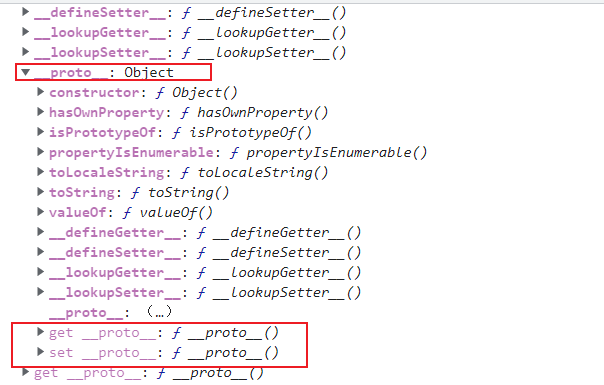 ▶ __defineSetter__: ƒ __defineSetter__()
▶ __lookupGetter__: ƒ __lookupGetter__()
▶ __lookupSetter__: ƒ __lookupSetter__()
▼ __proto__: Object
▶ constructor: ƒ Object()
▶ hasOwnProperty: ƒ hasOwnProperty()
▶ isPrototypeOf: ƒ isPrototypeOf()
▶ propertyIsEnumerable: ƒ propertyIsEnumerable()
▶ toLocaleString: ƒ toLocaleString()
▶ toString: ƒ toString()
▶ valueOf: ƒ valueOf()
▶ __defineGetter__: ƒ __defineGetter__()
▶ __defineSetter__: ƒ __defineSetter__()
▶ __lookupGetter__: ƒ __lookupGetter__()
▶ __lookupSetter__: ƒ __lookupSetter__()
__proto__: (…)
▶ get __proto__: ƒ __proto__()
▶ set __proto__: ƒ __proto__()
▶ get __proto__: ƒ __proto__()